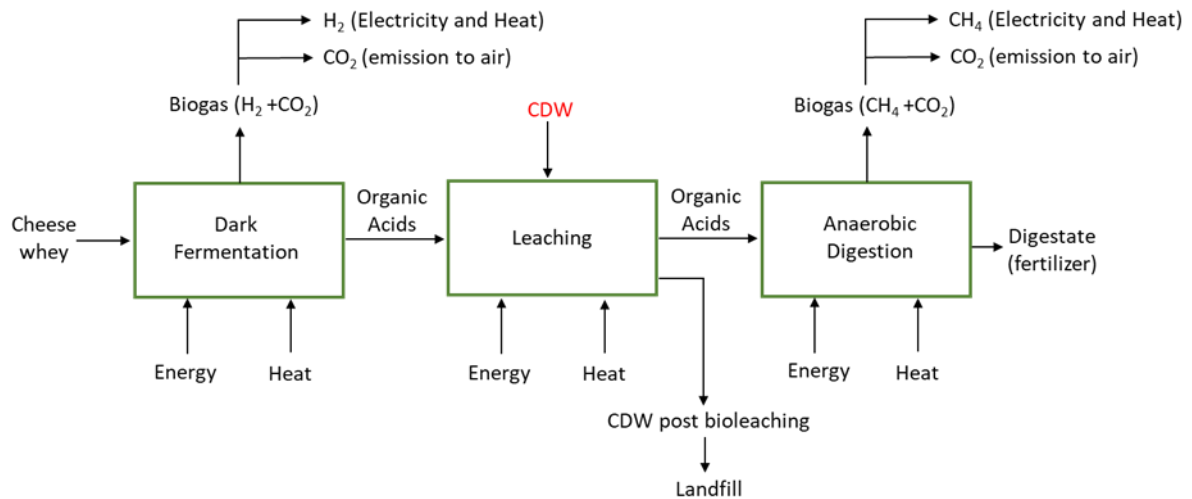 H₂ (Electricity and Heat)
CO₂ (emission to air)
Biogas (H₂ +CO₂)
CH₄ (Electricity and Heat)
CO₂ (emission to air)
Biogas (CH₄ +CO₂)
CDW
Cheese
whey
Dark
Fermentation
Organic
Acids
Leaching
Organic
Acids
Anaerobic
Digestion
Digestate
(fertilizer)
Energy
Heat
Energy
Heat
Energy
Heat
CDW post bioleaching
Landfill